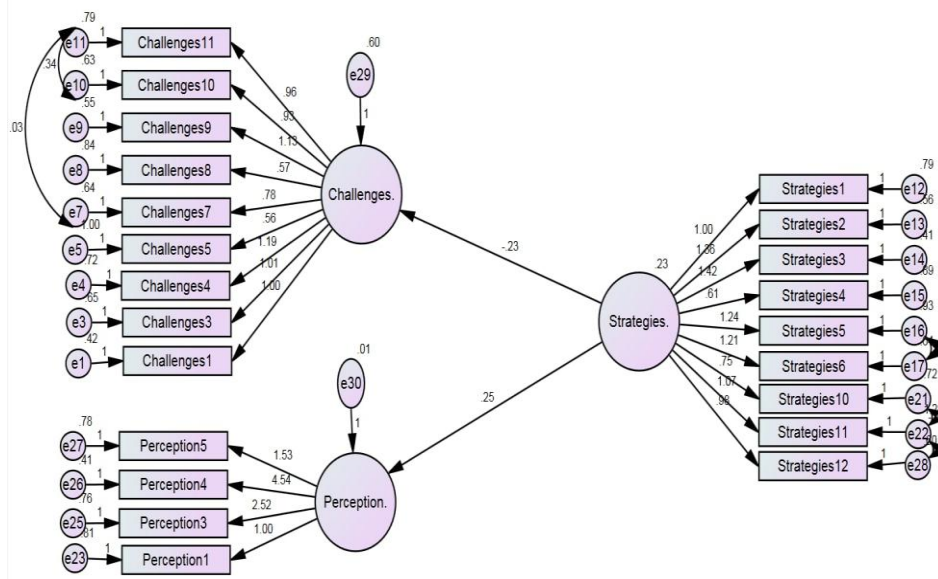 .79
e11 1 Challenges11
.34 .63
e10 1 Challenges10
.55
.03 e9 1 Challenges9
.84
e8 1 Challenges8
.64
e7 1 Challenges7
1.00
e5 1 Challenges5
.72
e4 1 Challenges4
.65
e3 1 Challenges3
.42
e1 1 Challenges1
.60
e29
1
.96
.93
1.13
.57
.78
.56
1.19
1.01
1.00
Challenges.
-.23
.25
.23
Strategies.
1.00
1.36
1.42
.61
1.24
1.21
.75
1.07
.98
.79
Strategies1 1 e12
.56
Strategies2 1 e13
.41
Strategies3 1 e14
Strategies4 1 e15
Strategies5 1 e16
Strategies6 1 e17
.72
Strategies10 1 e21
Strategies11 1 e22
Strategies12 1 e28
.01
e30
1
Perception.
1.53
4.54
2.52
1.00
.78
e27 1 Perception5
.41
e26 1 Perception4
.76
e25 1 Perception3
.81
e23 1 Perception1